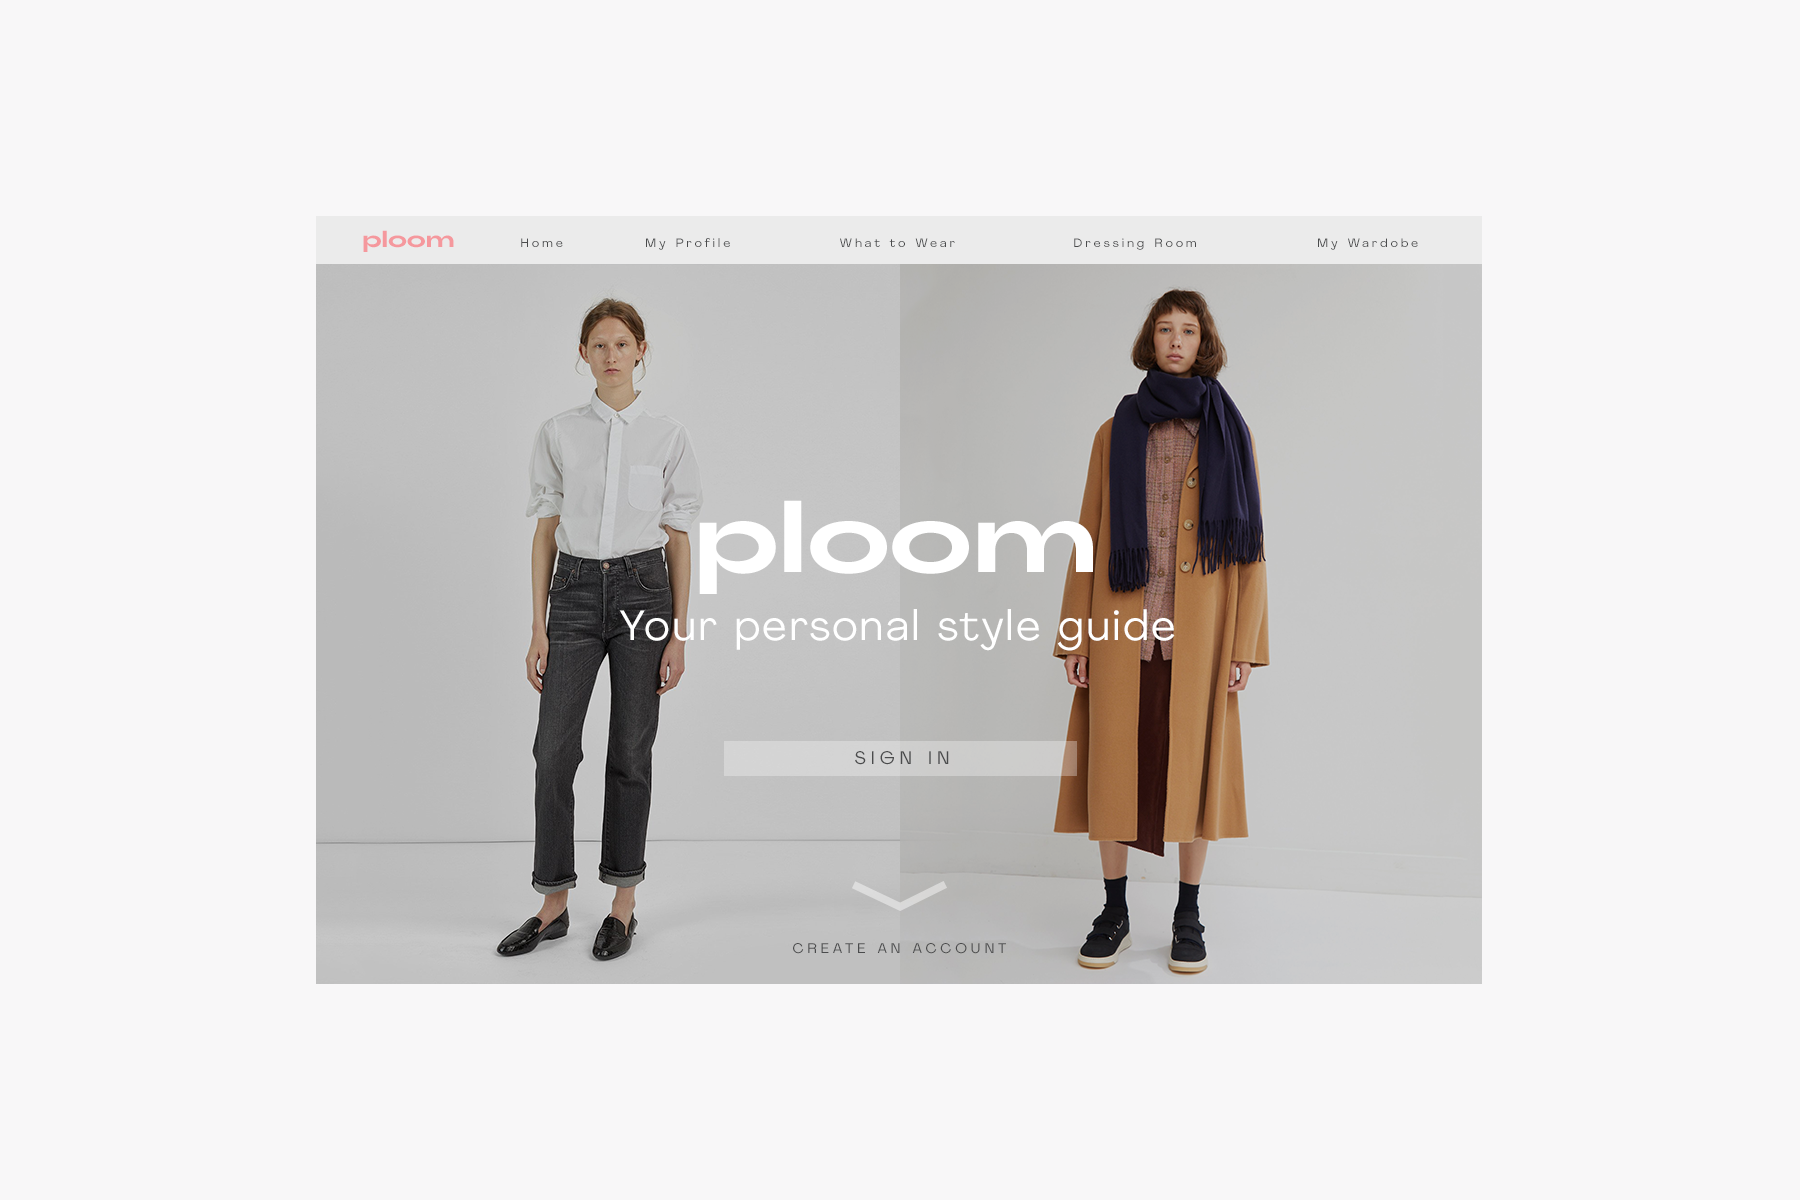 ploom Home My Profile What to Wear Dressing Room My Wardobe
ploom
Your personal style guide
SIGN IN
CREATE AN ACCOUNT